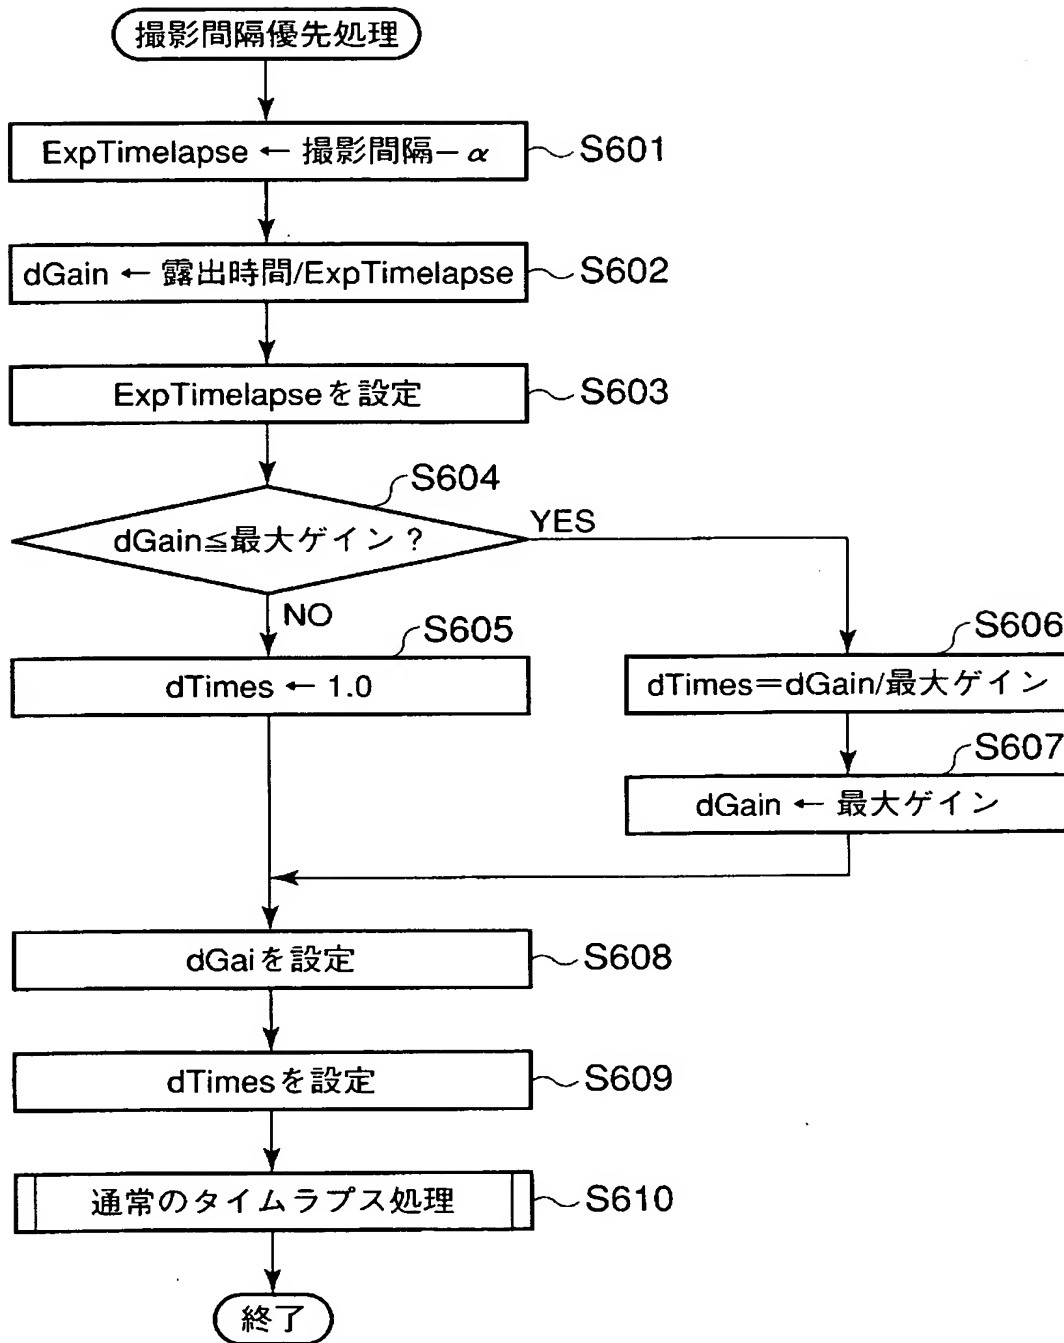 撮影間隔優先処理
ExpTimelapse ← 撮影間隔－α
S601
dGain ← 露出時間/ExpTimelapse
S602
ExpTimelapseを設定
S603
S604
dGain≦最大ゲイン？
YES
NO
S605
dTimes ← 1.0
S606
dTimes＝dGain/最大ゲイン
S607
dGain ← 最大ゲイン
dGaiを設定
S608
dTimesを設定
S609
通常のタイムラプス処理
S610
終了